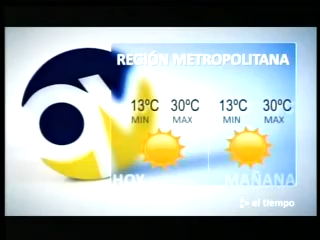 REGIÓN METROPOLITANA
13ºC 30ºC 13ºC 30ºC
MIN MAX MIN MAX
HOY MAÑANA
el tiempo